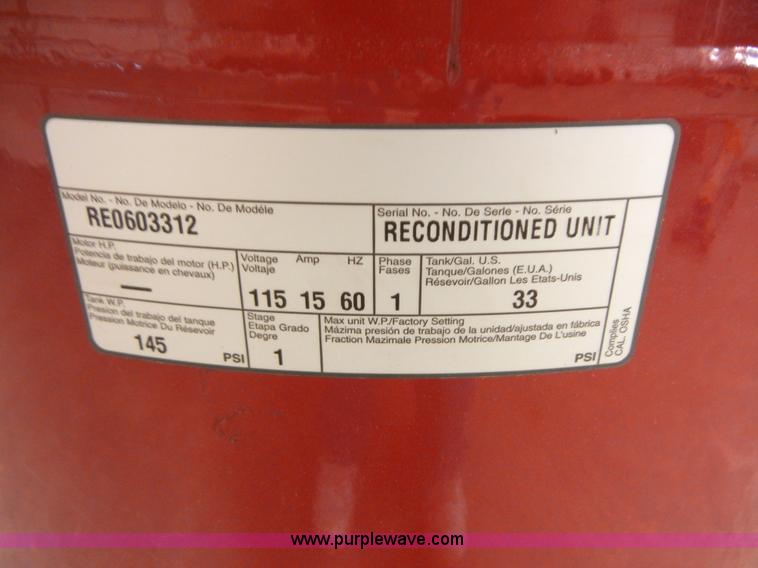 Model No. - No. De Modelo - No. De Modéle
RE0603312
Serial No. - No. De Serle - No. Série
RECONDITIONED UNIT
Motor H.P.
Potencia de trabajo del motor (H.P.)
Moteur (puissance en chevaux)
—
Voltage Amp HZ
Voltaje
115 15 60
Phase
Fases
1
Tank/Gal. U.S.
Tanque/Galones (E.U.A.)
Résevoir/Gallon Les Etats-Unis
33
Tank W.P.
Presion del trabajo del tanque
Pression Motrice Du Résevoir
145 PSI
Stage
Etapa Grado
Degre
1
Max unit W.P./Factory Setting
Mázima presión de trabajo de la unidad/ajustada en fábrica
Fraction Mazimale Pression Motrice/Mantage De L'usine
PSI
Complies
CAL OSHA
www.purplewave.com